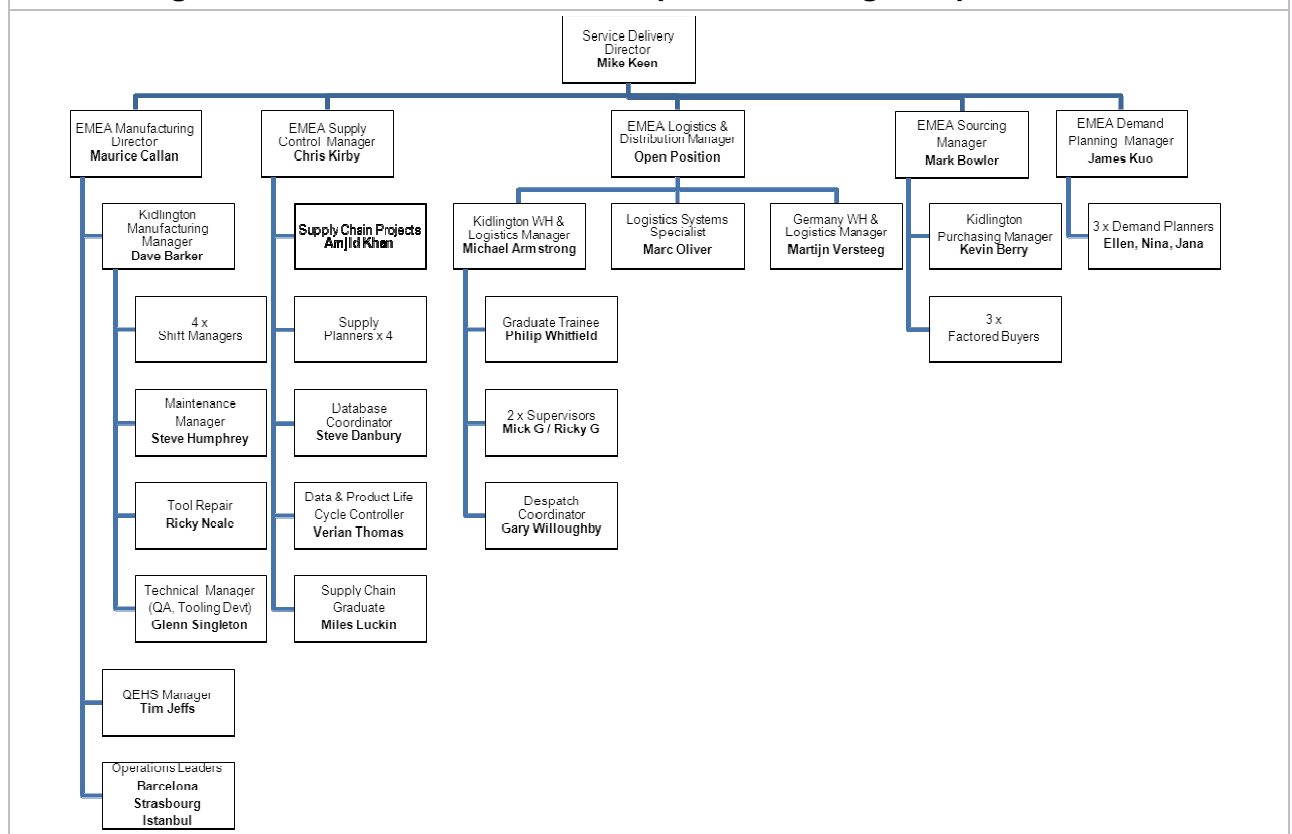 Service Delivery
Director
Mike Keen
EMEA Manufacturing
Director
Maurice Callan
EMEA Supply
Control Manager
Chris Kirby
EMEA Logistics &
Distribution Manager
Open Position
EMEA Sourcing
Manager
Mark Bowler
EMEA Demand
Planning Manager
James Kuo
Kidlington
Manufacturing
Manager
Dave Barker
Supply Chain Projects
Amjid Khan
Kidlington WH &
Logistics Manager
Michael Armstrong
Logistics Systems
Specialist
Marc Oliver
Germany WH &
Logistics Manager
Martijn Versteeg
Kidlington
Purchasing Manager
Kevin Berry
3 x Demand Planners
Ellen, Nina, Jana
4 x
Shift Managers
Supply
Planners x 4
Graduate Trainee
Philip Whitfield
3 x
Factored Buyers
Maintenance
Manager
Steve Humphrey
Database
Coordinator
Steve Danbury
2 x Supervisors
Mick G / Ricky G
Tool Repair
Ricky Neale
Data & Product Life
Cycle Controller
Verian Thomas
Despatch
Coordinator
Gary Willoughby
Technical Manager
(QA, Tooling Devt)
Glenn Singleton
Supply Chain
Graduate
Miles Luckin
QEHS Manager
Tim Jeffs
Operations Leaders
Barcelona
Strasbourg
Istanbul